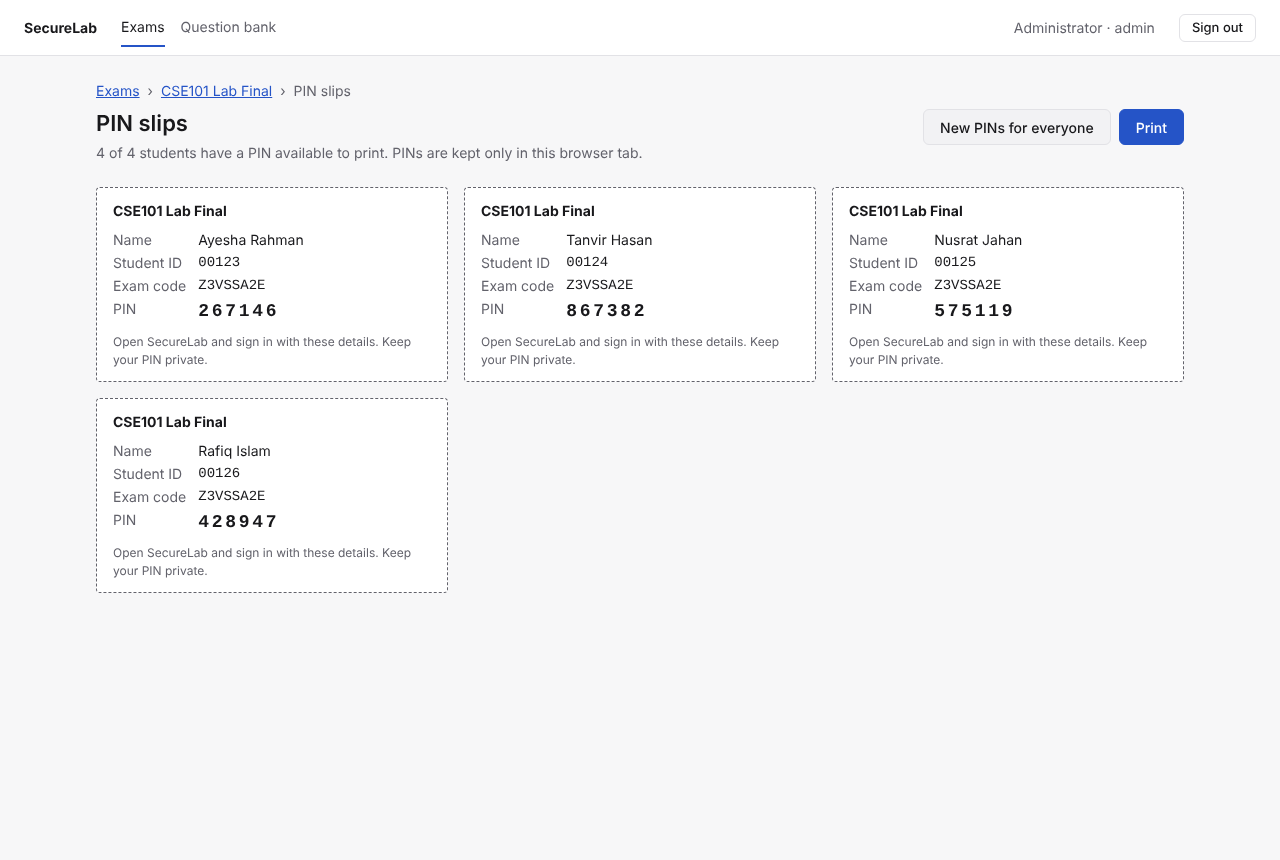 SecureLab Exams Question bank Administrator · admin Sign out
Exams › CSE101 Lab Final › PIN slips
PIN slips
New PINs for everyone Print
4 of 4 students have a PIN available to print. PINs are kept only in this browser tab.
CSE101 Lab Final
Name Ayesha Rahman
Student ID 00123
Exam code Z3VSSA2E
PIN 267146
Open SecureLab and sign in with these details. Keep
your PIN private.
CSE101 Lab Final
Name Tanvir Hasan
Student ID 00124
Exam code Z3VSSA2E
PIN 867382
Open SecureLab and sign in with these details. Keep
your PIN private.
CSE101 Lab Final
Name Nusrat Jahan
Student ID 00125
Exam code Z3VSSA2E
PIN 575119
Open SecureLab and sign in with these details. Keep
your PIN private.
CSE101 Lab Final
Name Rafiq Islam
Student ID 00126
Exam code Z3VSSA2E
PIN 428947
Open SecureLab and sign in with these details. Keep
your PIN private.